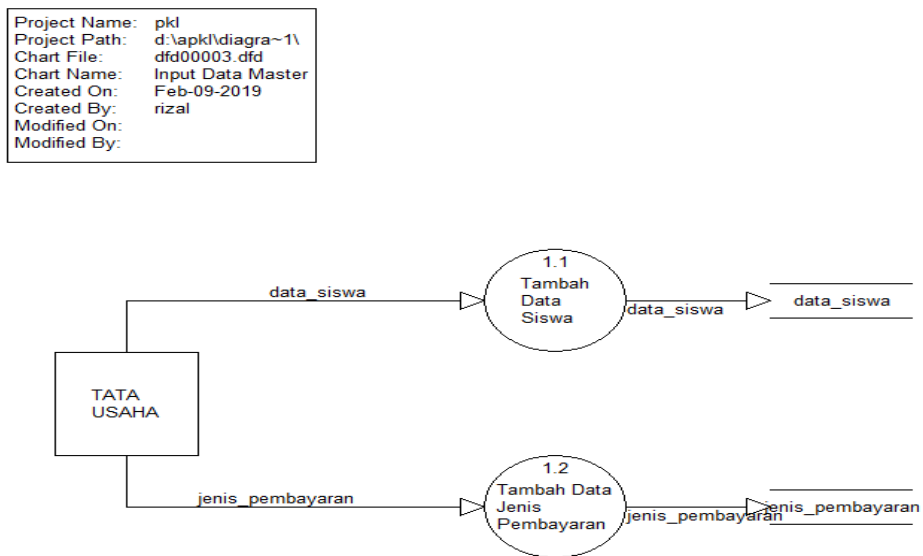 Project Name: pkl
Project Path: d:\apkl\diagra~1\
Chart File: dfd00003.dfd
Chart Name: Input Data Master
Created On: Feb-09-2019
Created By: rizal
Modified On:
Modified By:
1.1
Tambah
Data
Siswa
data_siswa
data_siswa
data_siswa
TATA
USAHA
1.2
Tambah Data
Jenis
Pembayaran
jenis_pembayaran
jenis_pembayaran
jenis_pembayaran